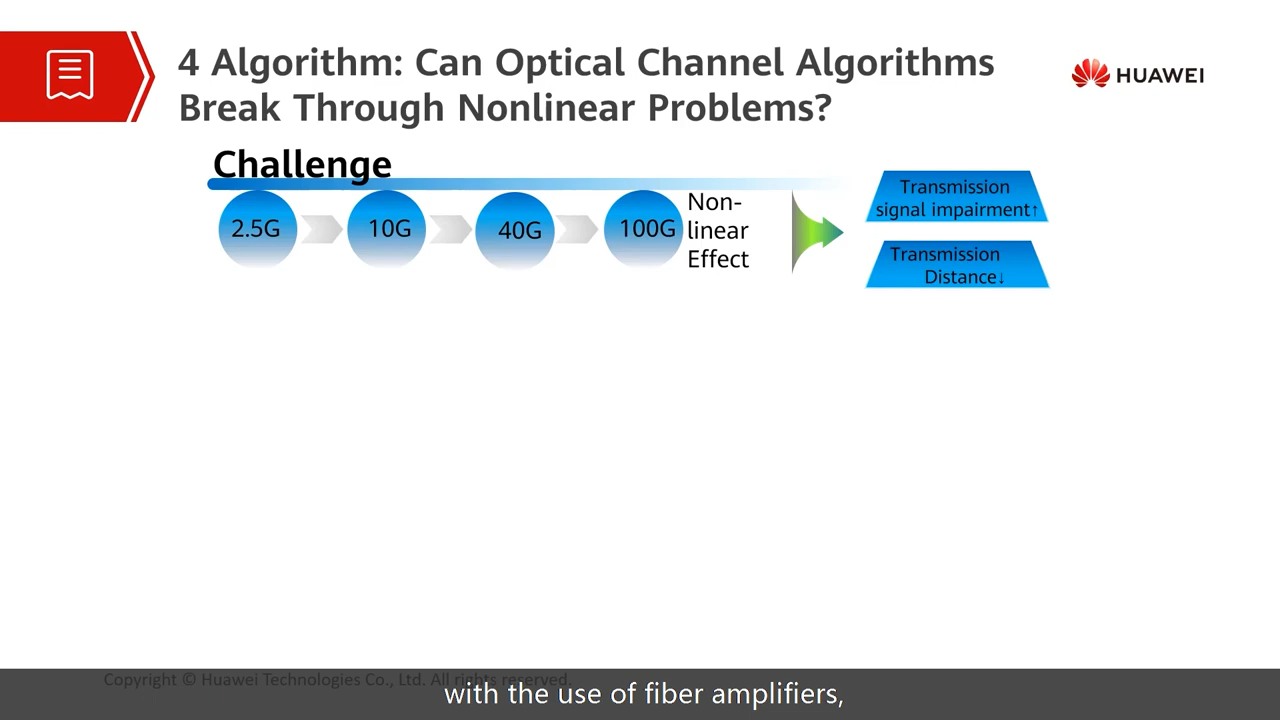 4 Algorithm: Can Optical Channel Algorithms
Break Through Nonlinear Problems?
HUAWEI
Challenge
2.5G
10G
40G
100G
Non-
linear
Effect
Transmission
signal impairment↑
Transmission
Distance↓
Copyright © Huawei Technologies Co., Ltd. All rights reserved.
with the use of fiber amplifiers,